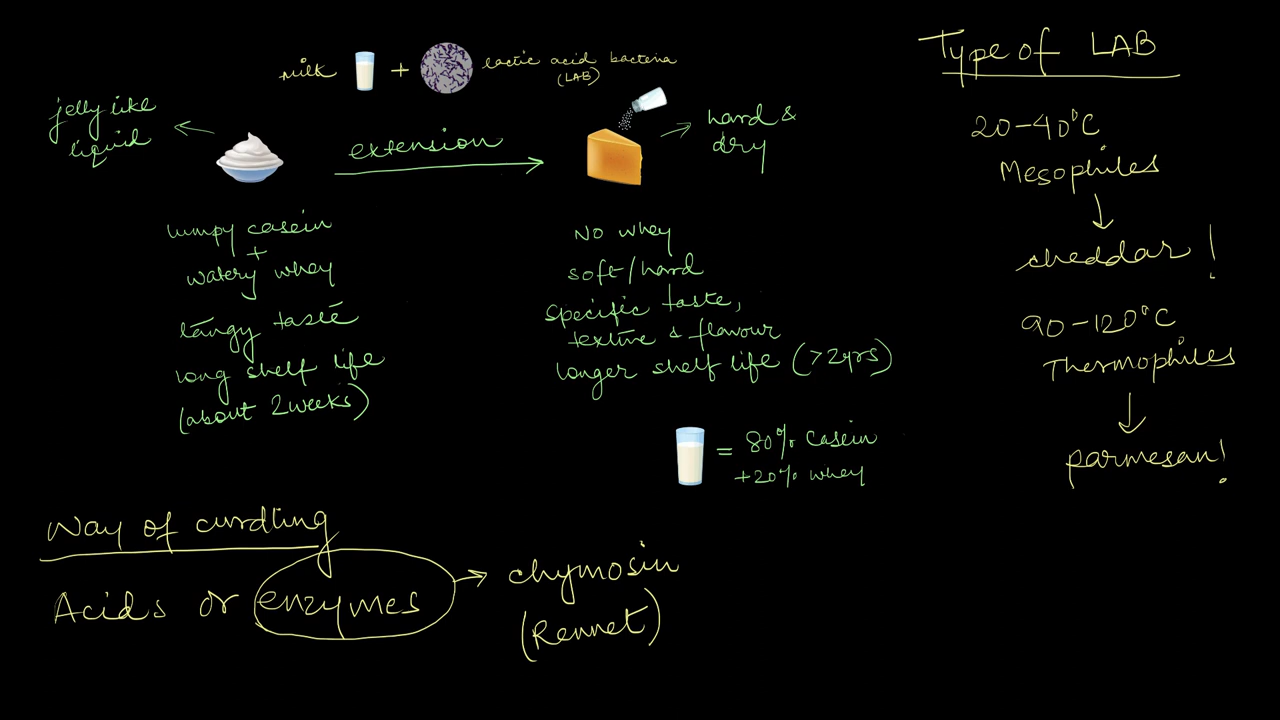 milk + lactic acid bacteria
(LAB)
jelly like
liquid
extension
hard &
dry
lumpy casein
+
watery whey
tangy taste
long shelf life
(about 2 weeks)
No whey
soft/hard
specific taste,
texture & flavour
longer shelf life (>2yrs)
= 80% casein
+20% whey
Way of curdling
Acids or enzymes
chymosin
(Rennet)
Type of LAB
20-40°C
Mesophiles
cheddar!
90-120°C
Thermophiles
parmesan!